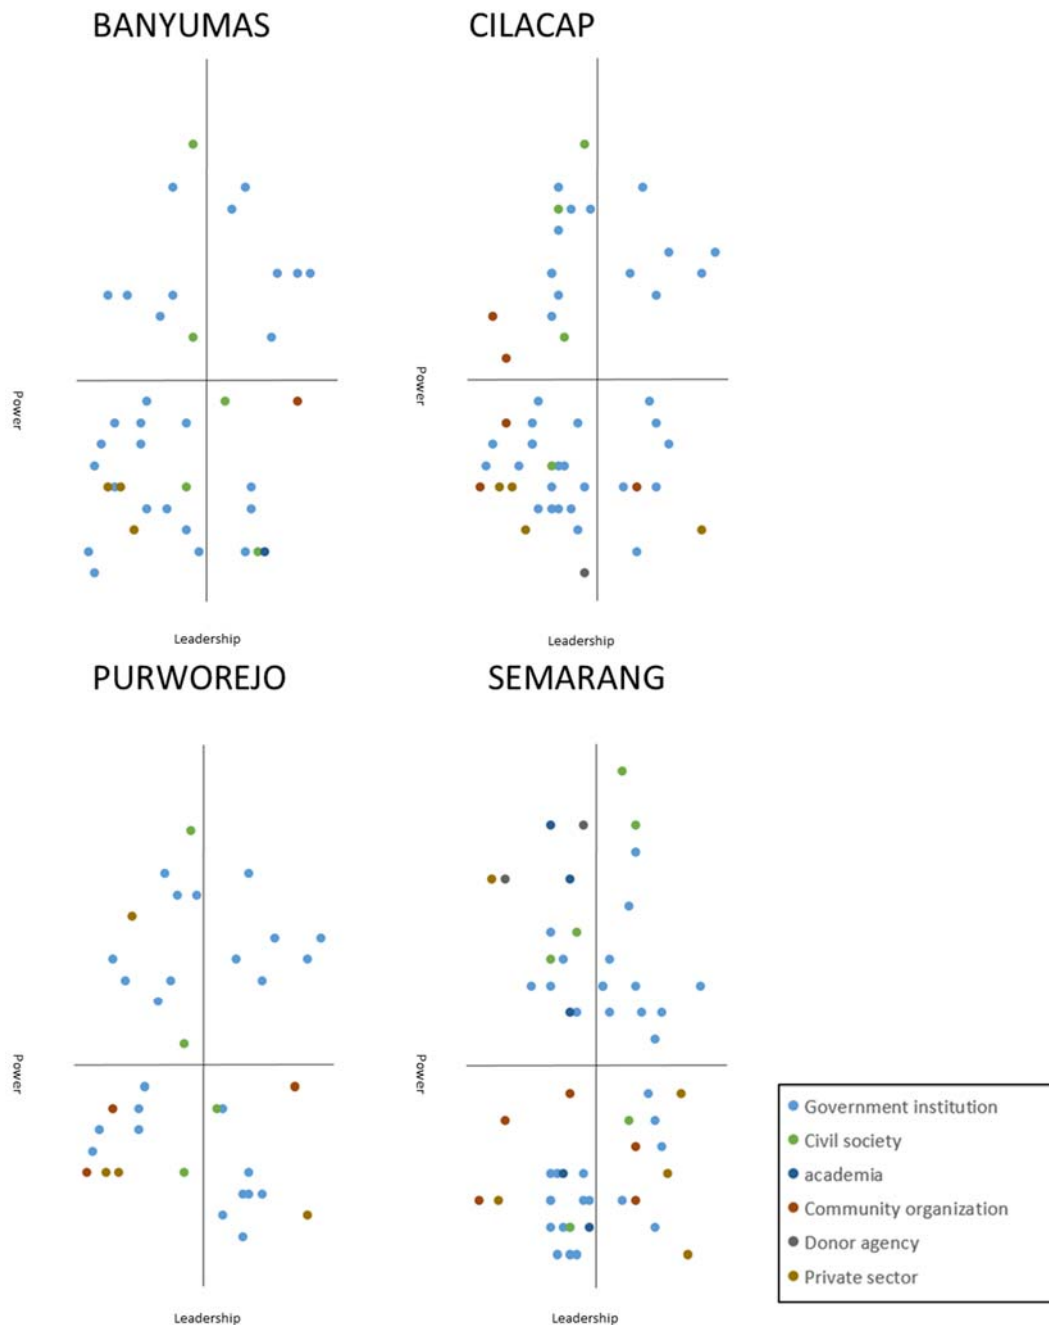 BANYUMAS
CILACAP
Power
Power
Leadership
Leadership
PURWOREJO
SEMARANG
Power
Power
Government institution
Civil society
academia
Community organization
Donor agency
Private sector
Leadership
Leadership